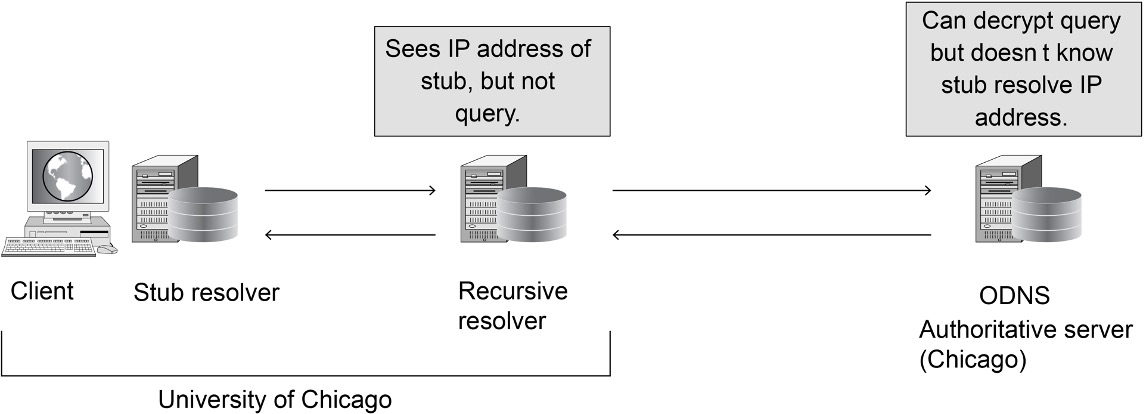 Sees IP address of
stub, but not
query.
Can decrypt query
but doesn t know
stub resolve IP
address.
Client
Stub resolver
Recursive
resolver
ODNS
Authoritative server
(Chicago)
University of Chicago